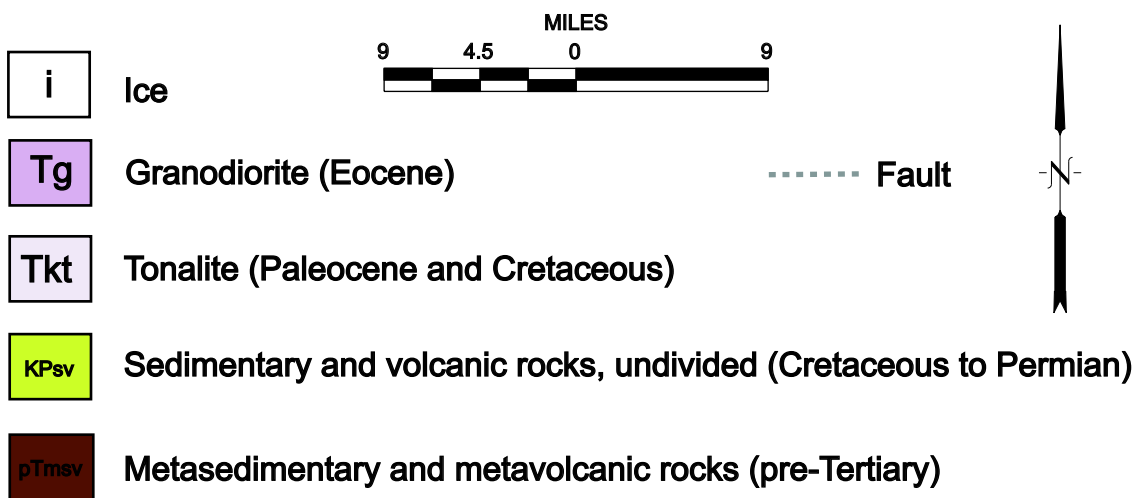 MILES
9 4.5 0 9
i Ice
Tg Granodiorite (Eocene)
Fault
N
Tkt Tonalite (Paleocene and Cretaceous)
KPsv Sedimentary and volcanic rocks, undivided (Cretaceous to Permian)
pTmsv Metasedimentary and metavolcanic rocks (pre-Tertiary)